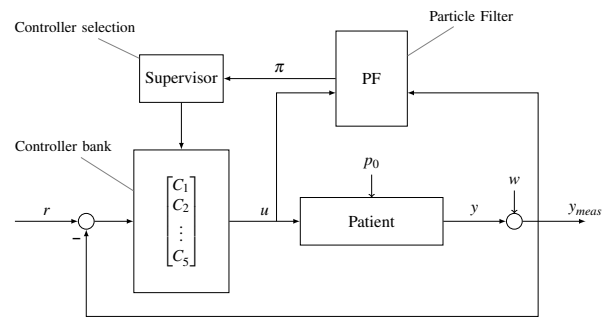 Controller selection
Particle Filter
Supervisor
π
PF
Controller bank
C1
C2
⋮
C5
p0
w
r
u
Patient
y
ymeas
−